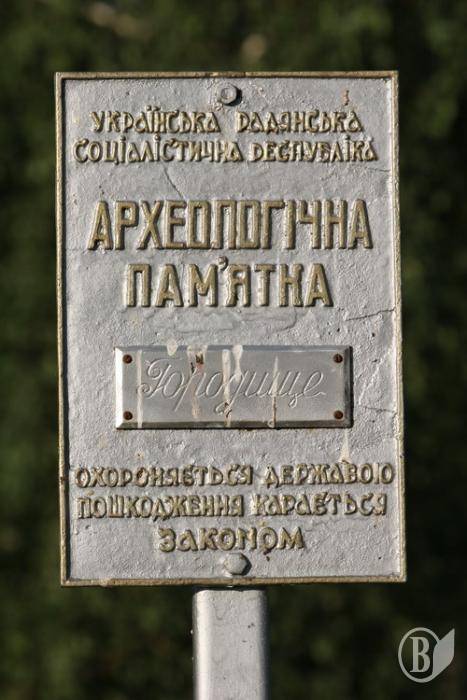 УКРАЇНСЬКА РАДЯНСЬКА
СОЦІАЛІСТИЧНА РЕСПУБЛІКА
АРХЕОЛОГІЧНА
ПАМ'ЯТКА
Городище
ОХОРОНЯЄТЬСЯ ДЕРЖАВОЮ
ПОШКОДЖЕННЯ КАРАЄТЬСЯ
ЗАКОНОМ
В